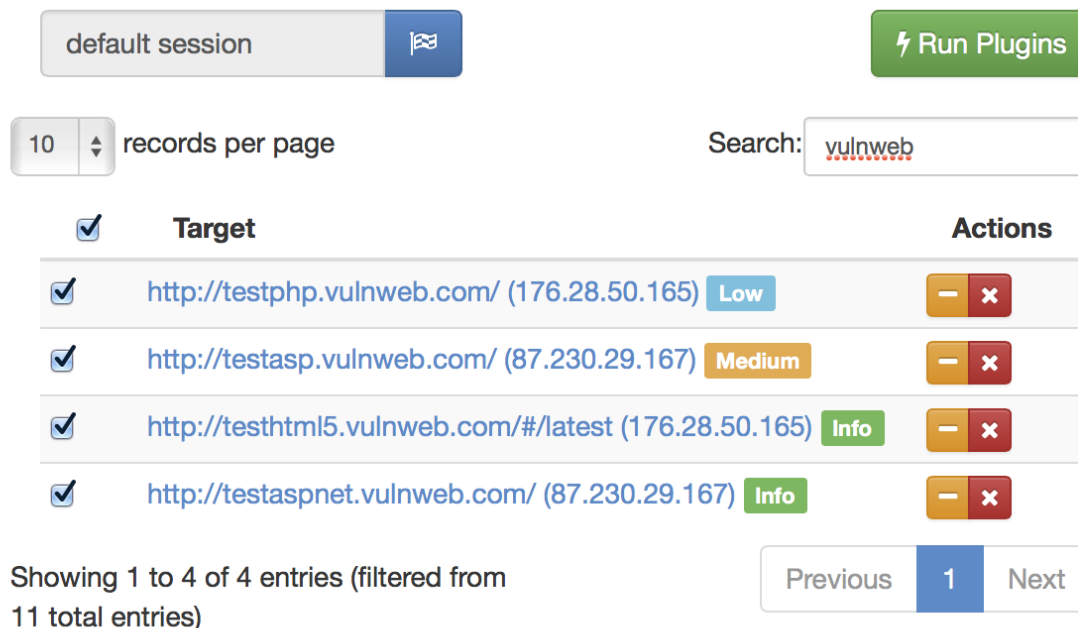 default session
Run Plugins
10 records per page
Search: vulnweb
Target Actions
http://testphp.vulnweb.com/ (176.28.50.165) Low
http://testasp.vulnweb.com/ (87.230.29.167) Medium
http://testhtml5.vulnweb.com/#/latest (176.28.50.165) Info
http://testaspnet.vulnweb.com/ (87.230.29.167) Info
Showing 1 to 4 of 4 entries (filtered from
11 total entries)
Previous 1 Next